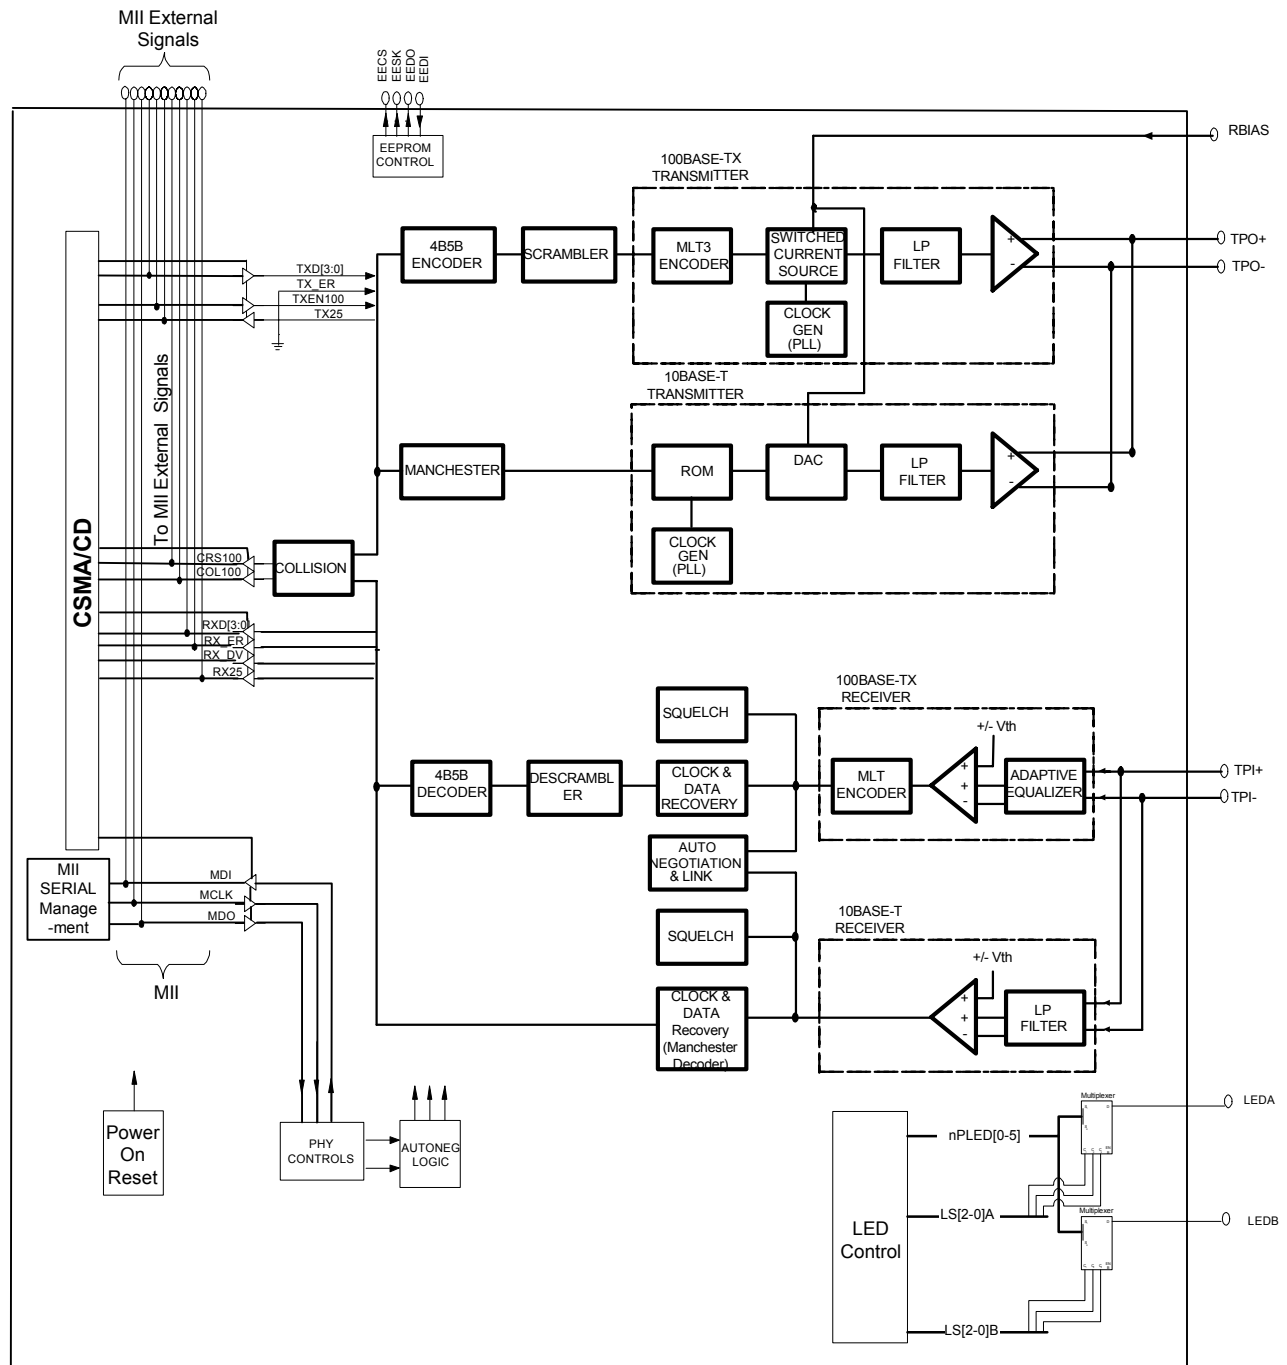 MII External
Signals
EECS
EESK
EEDO
EEDI
EEPROM
CONTROL
RBIAS
100BASE-TX
TRANSMITTER
4B5B
ENCODER
SCRAMBLER
MLT3
ENCODER
SWITCHED
CURRENT
SOURCE
LP
FILTER
+
-
TPO+
TPO-
CLOCK
GEN
(PLL)
TXD[3:0]
TX_ER
TXEN100
TX25
To MII External Signals
10BASE-T
TRANSMITTER
MANCHESTER
ROM
DAC
LP
FILTER
+
-
CLOCK
GEN
(PLL)
CSMA/CD
CRS100
COL100
COLLISION
RXD[3:0]
RX_ER
RX_DV
RX25
100BASE-TX
RECEIVER
SQUELCH
+/- Vth
4B5B
DECODER
DESCRAMBL
ER
CLOCK &
DATA
RECOVERY
MLT
ENCODER
+
+
-
ADAPTIVE
EQUALIZER
TPI+
TPI-
AUTO
NEGOTIATION
& LINK
MII
SERIAL
Manage
-ment
MDI
MCLK
MDO
MII
SQUELCH
10BASE-T
RECEIVER
+/- Vth
CLOCK &
DATA
Recovery
(Manchester
Decoder)
+
+
-
LP
FILTER
Power
On
Reset
PHY
CONTROLS
AUTONEG
LOGIC
LED
Control
nPLED[0-5]
LS[2-0]A
LS[2-0]B
Multiplexer
LEDA
Multiplexer
LEDB